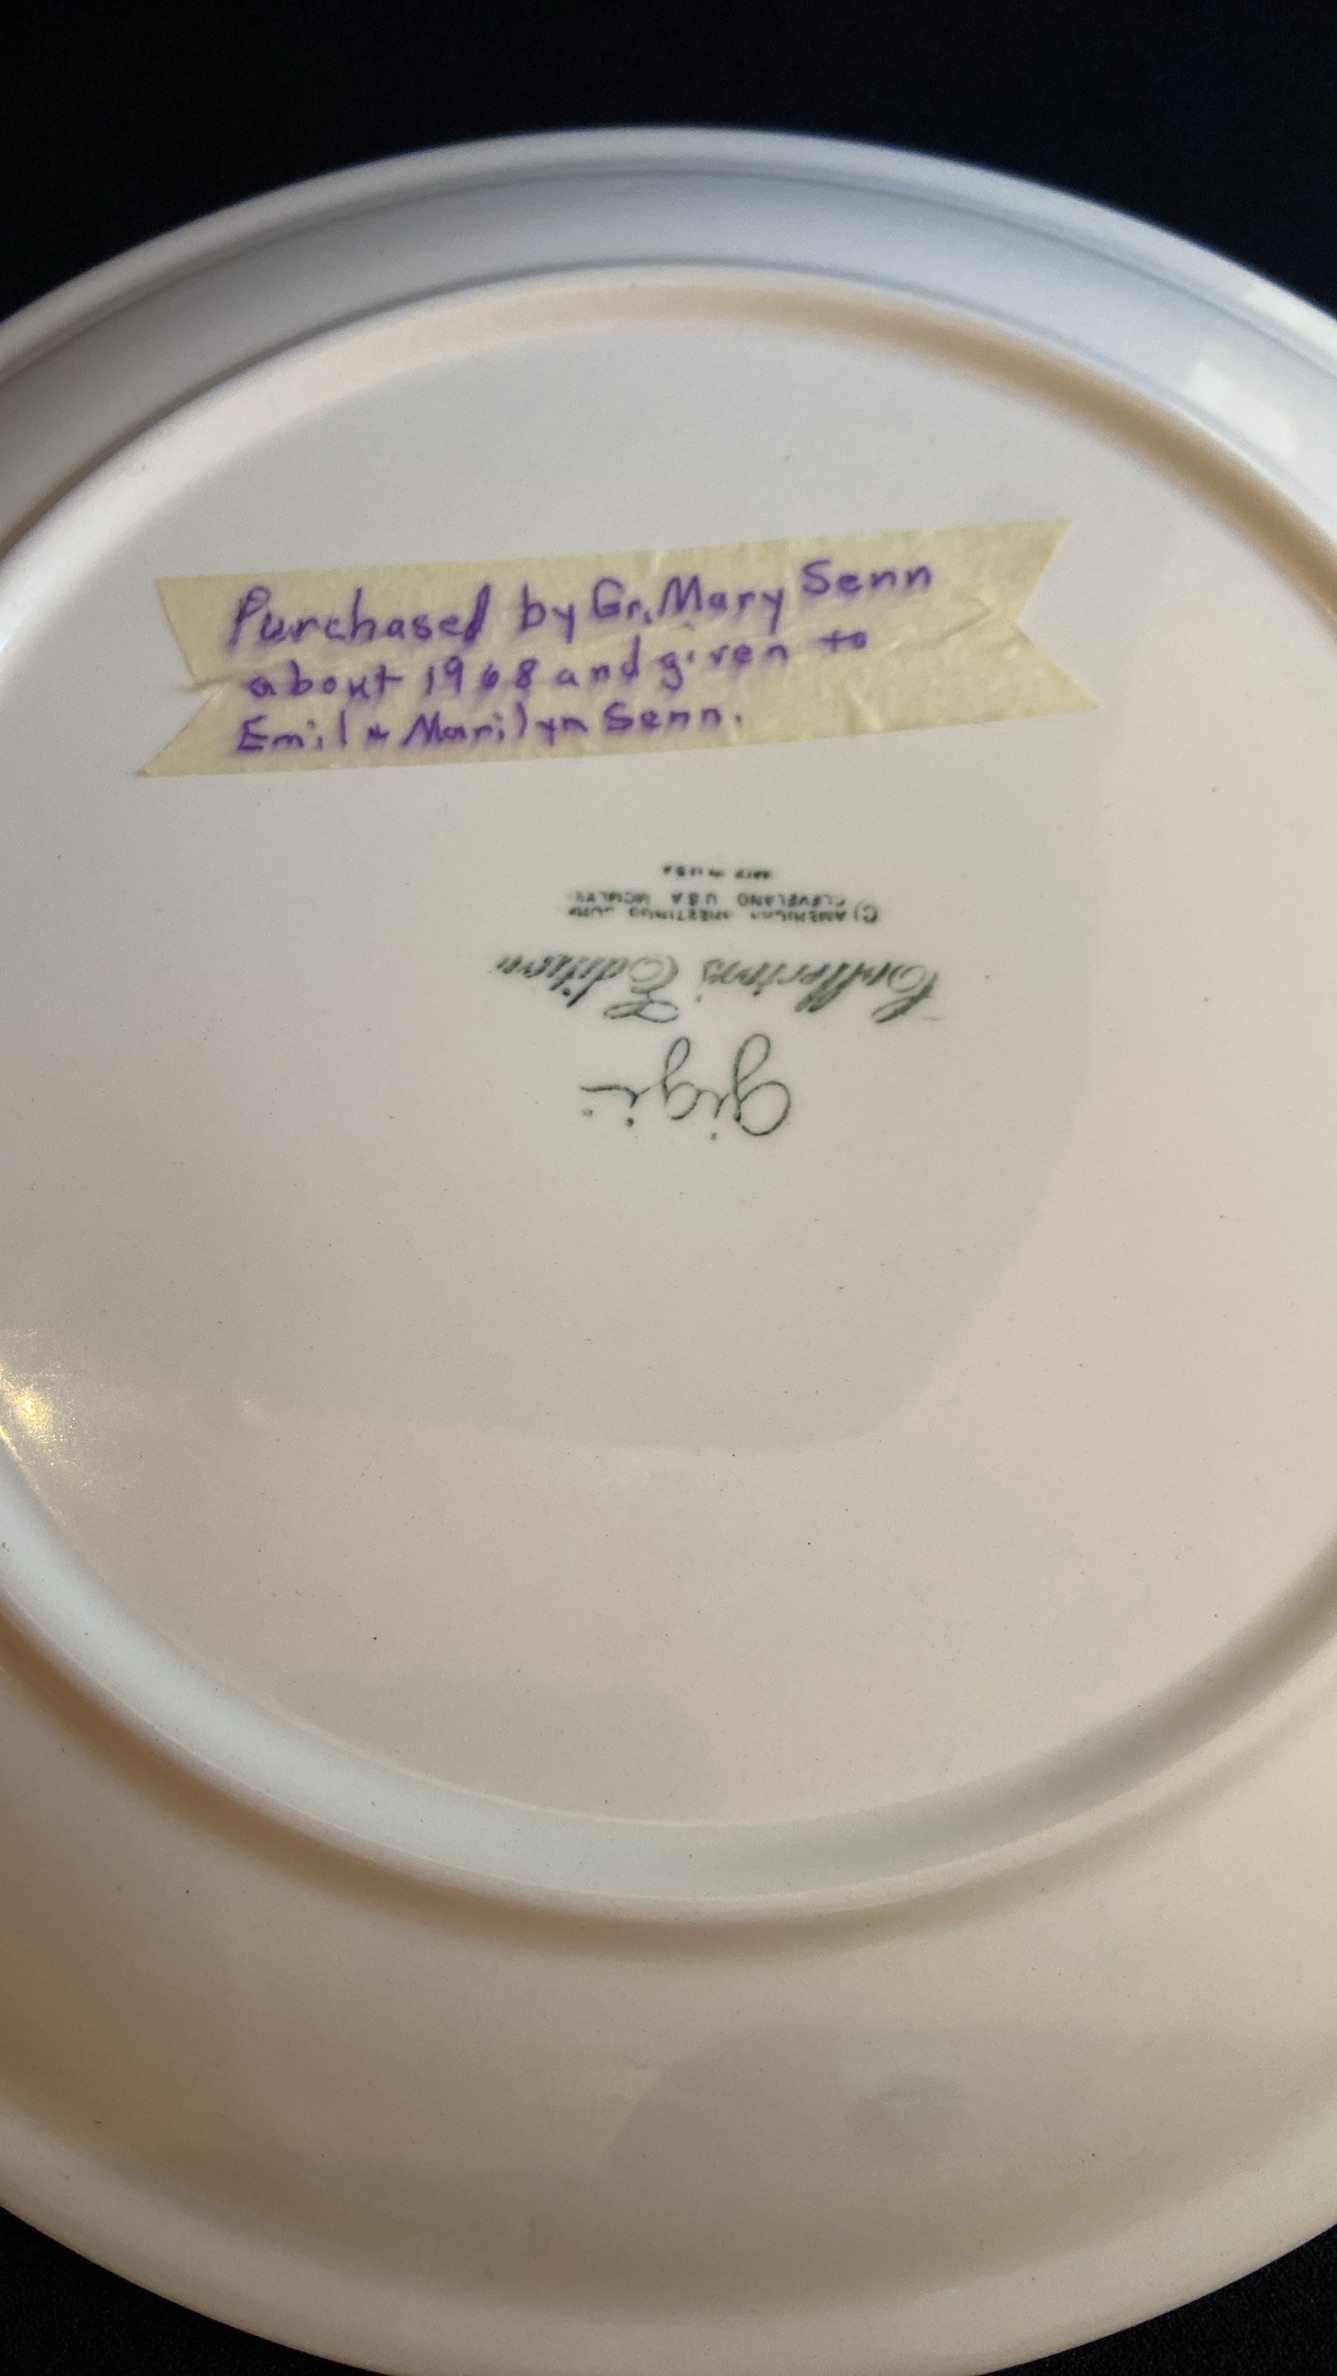 Purchased by Gr. Mary Senn
about 1968 and given to
Emil & Marilyn Senn.
gigi
Collectors' Edition
(C) AMERICAN GREETINGS CORP
CLEVELAND USA